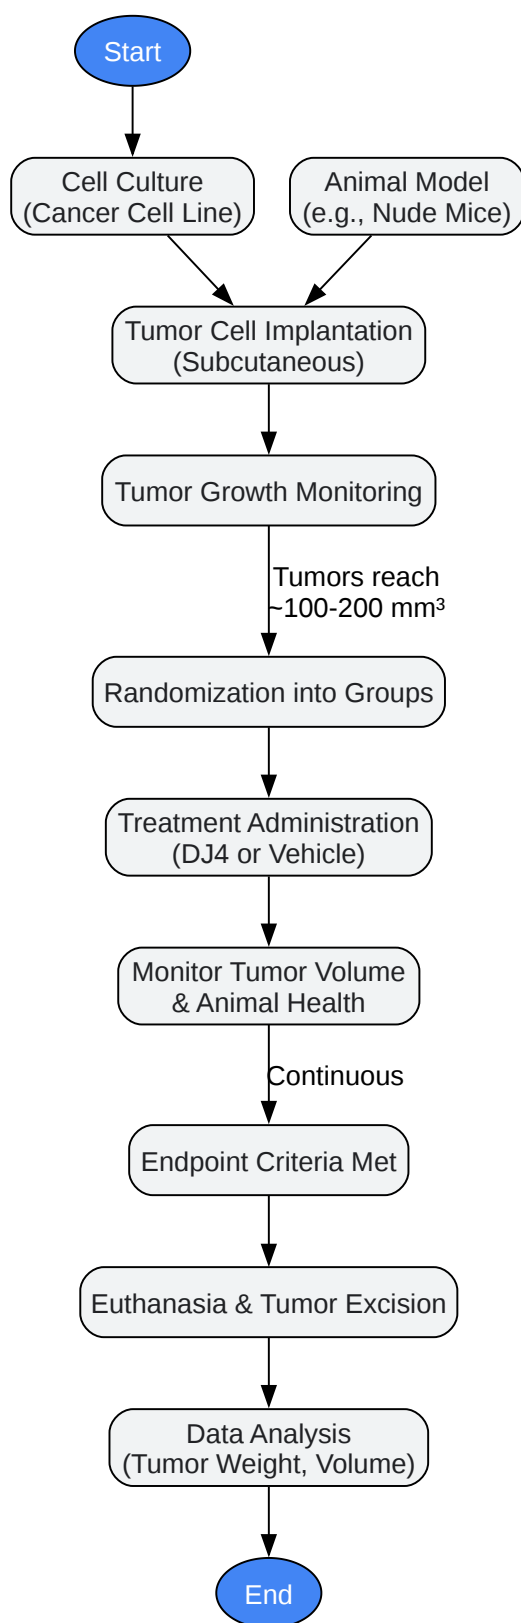 Start
Cell Culture
(Cancer Cell Line)
Animal Model
(e.g., Nude Mice)
Tumor Cell Implantation
(Subcutaneous)
Tumor Growth Monitoring
Tumors reach
~100-200 mm³
Randomization into Groups
Treatment Administration
(DJ4 or Vehicle)
Monitor Tumor Volume
& Animal Health
Continuous
Endpoint Criteria Met
Euthanasia & Tumor Excision
Data Analysis
(Tumor Weight, Volume)
End